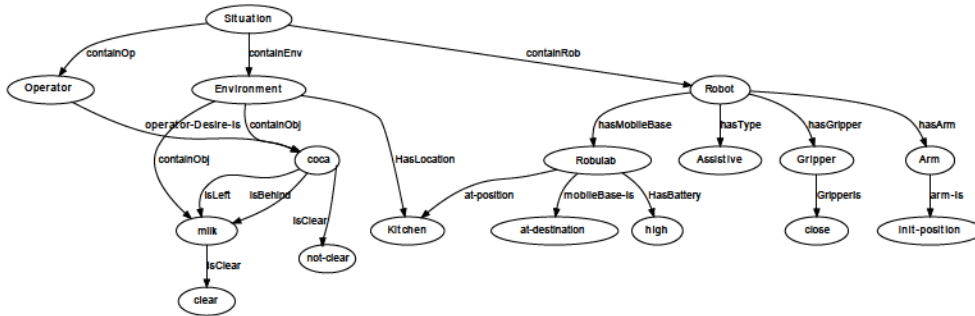 Situation
containOp
containEnv
containRob
Operator
Environment
Robot
operator-Desire-Is
containObj
hasMobileBase
hasType
hasGripper
hasArm
containObj
coca
HasLocation
Robulab
Assistive
Gripper
Arm
isLeft
isBehind
at-position
mobileBase-is
HasBattery
GripperIs
arm-is
milk
isClear
Kitchen
at-destination
high
close
init-position
isClear
not-clear
clear